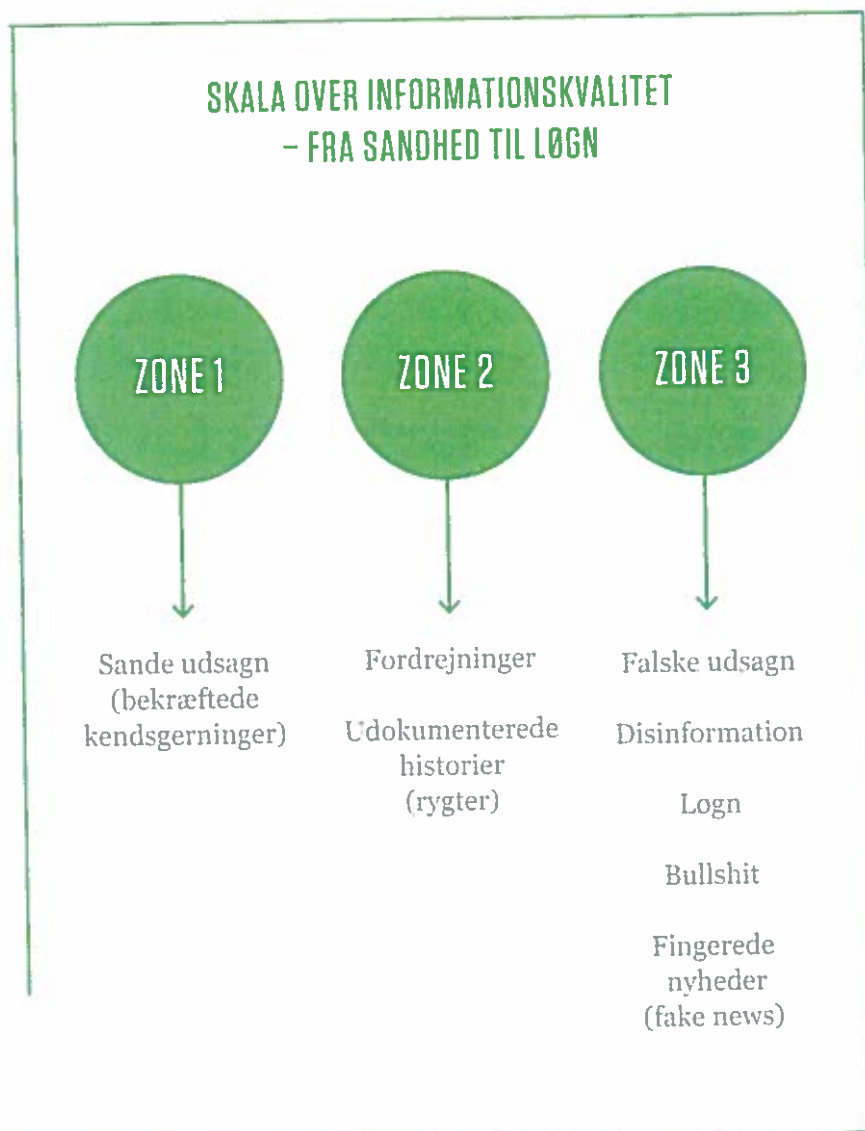 SKALA OVER INFORMATIONSKVALITET
– FRA SANDHED TIL LØGN
ZONE 1
ZONE 2
ZONE 3
Sande udsagn
(bekræftede
kendsgerninger)
Fordrejninger
Udokumenterede
historier
(rygter)
Falske udsagn
Disinformation
Løgn
Bullshit
Fingerede
nyheder
(fake news)